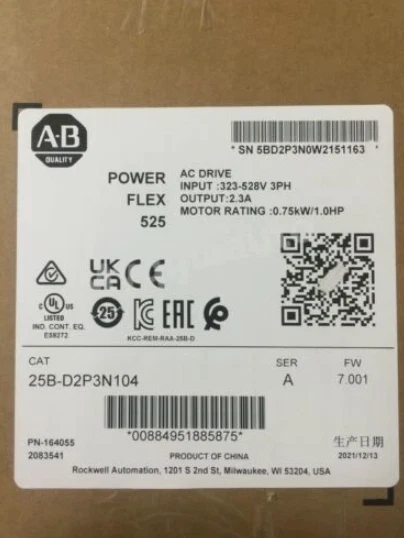 A-B
QUALITY
* SN 5BD2P3N0W2151163 *
POWER
FLEX
525
AC DRIVE
INPUT :323-528V 3PH
OUTPUT:2.3A
MOTOR RATING :0.75kW/1.0HP
UK
CA
CE
C UL US
LISTED
IND. CONT. EQ.
E59272
25
EAC
KCC-REM-RAA-25B-D
CAT
SER
FW
25B-D2P3N104
A
7.001
*00884951885875*
PN-164055
2083541
PRODUCT OF CHINA
生产日期
2021/12/13
Rockwell Automation, 1201 S 2nd St, Milwaukee, WI 53204, USA